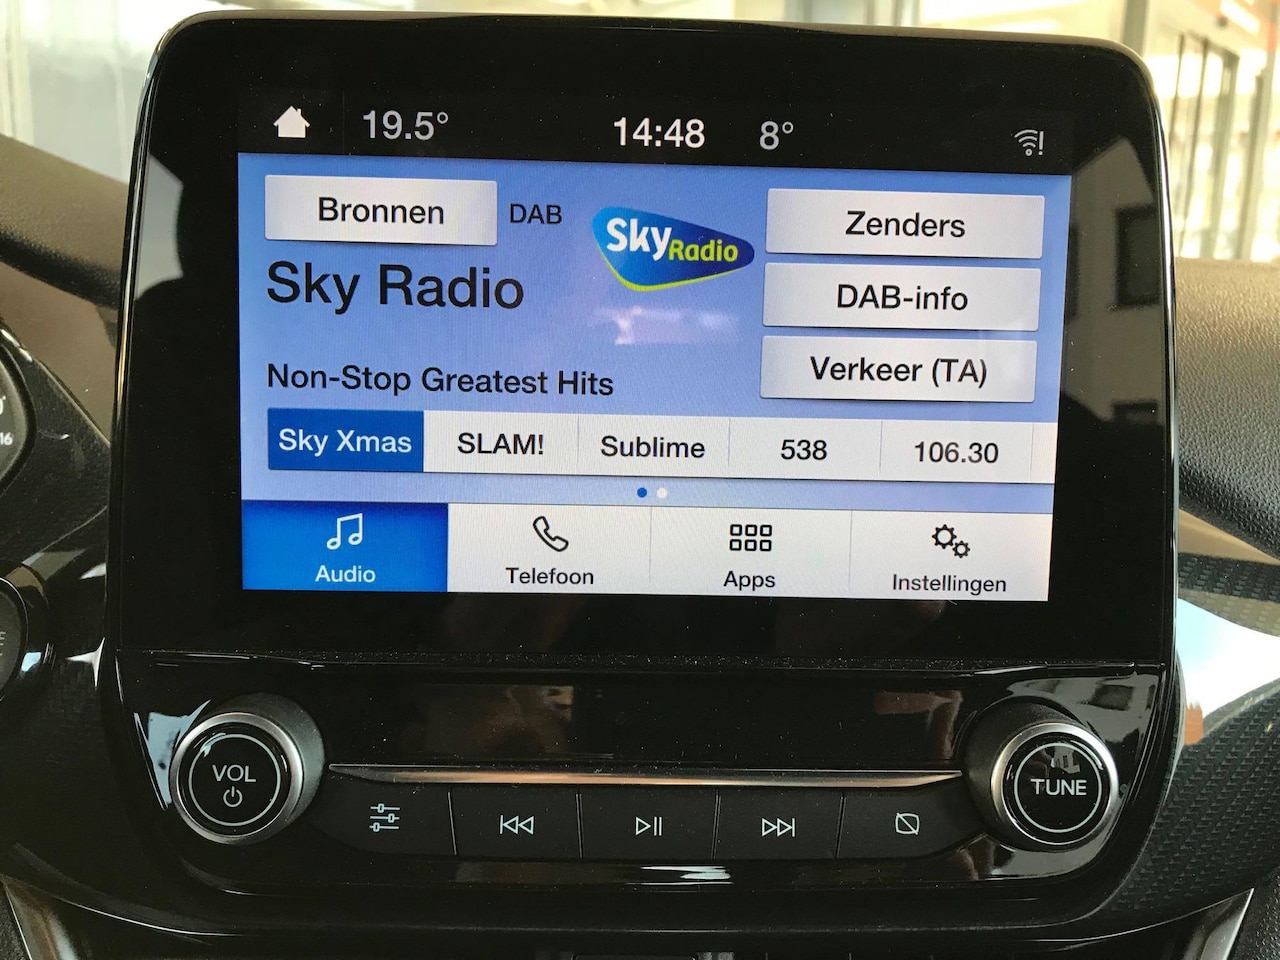 19.5° 14:48 8°
Bronnen DAB Sky Radio Zenders
Sky Radio DAB-info
Verkeer (TA)
Non-Stop Greatest Hits
Sky Xmas SLAM! Sublime 538 106.30
Audio Telefoon Apps Instellingen
VOL TUNE
16